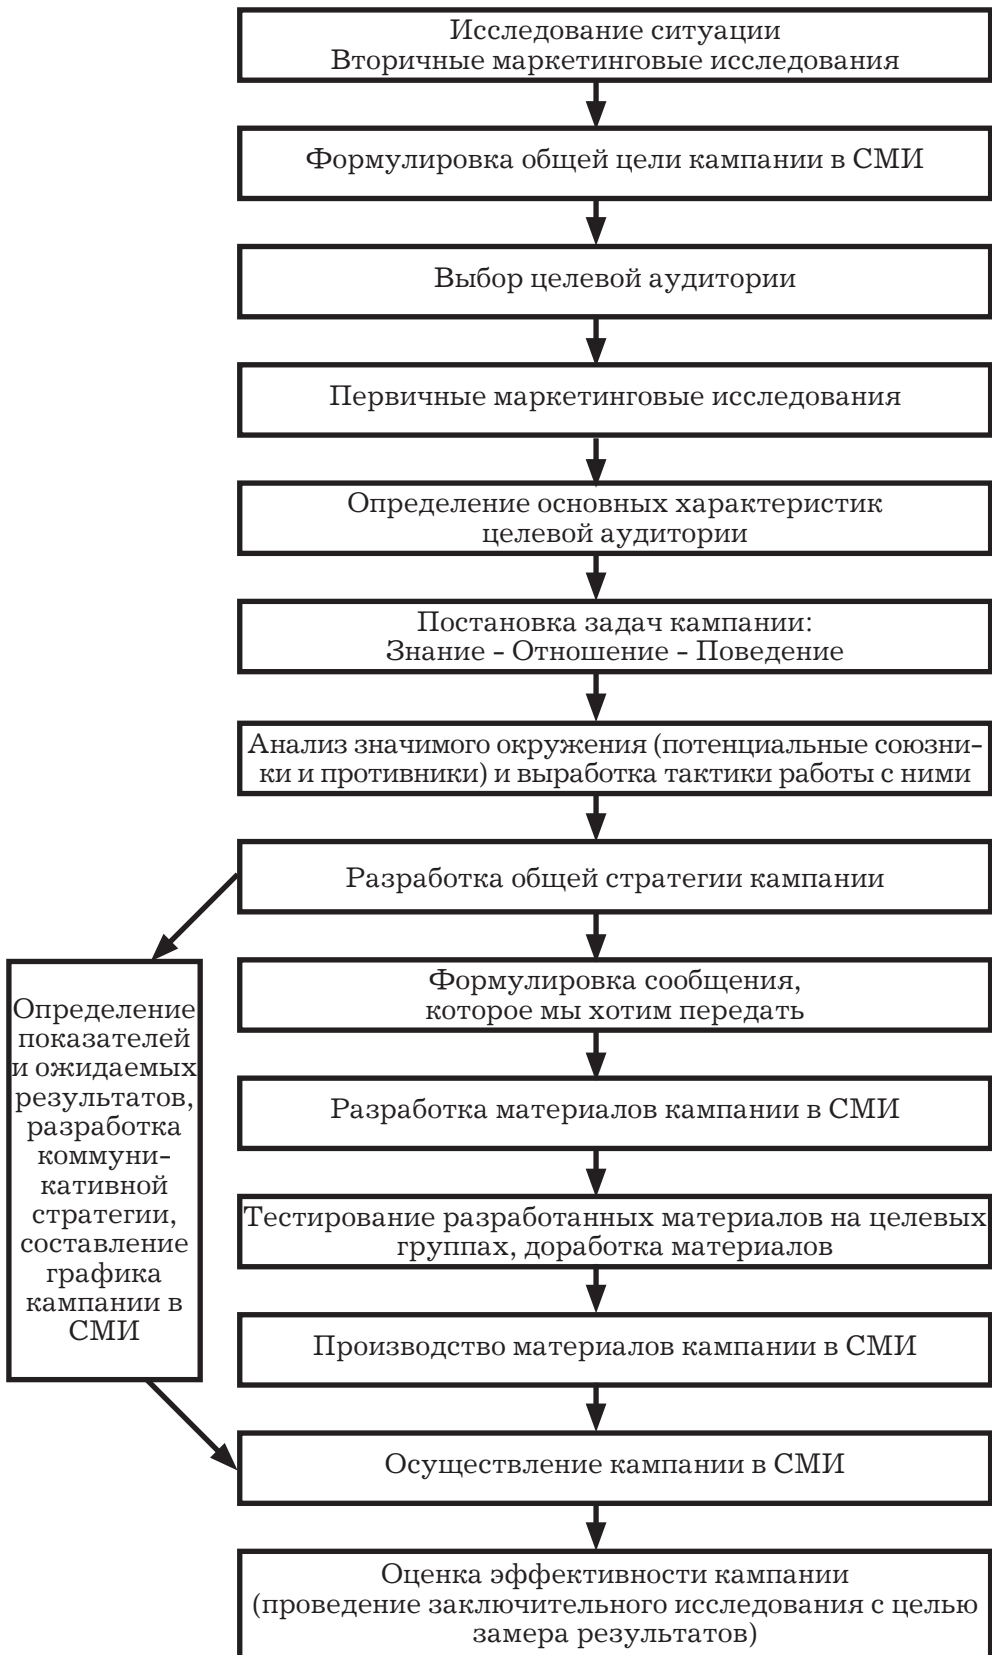 Исследование ситуации
Вторичные маркетинговые исследования
Формулировка общей цели кампании в СМИ
Выбор целевой аудитории
Первичные маркетинговые исследования
Определение основных характеристик
целевой аудитории
Постановка задач кампании:
Знание – Отношение – Поведение
Анализ значимого окружения (потенциальные союзни-
ки и противники) и выработка тактики работы с ними
Разработка общей стратегии кампании
Определение
показателей
и ожидаемых
результатов,
разработка
коммуни-
кативной
стратегии,
составление
графика
кампании в
СМИ
Формулировка сообщения,
которое мы хотим передать
Разработка материалов кампании в СМИ
Тестирование разработанных материалов на целевых
группах, доработка материалов
Производство материалов кампании в СМИ
Осуществление кампании в СМИ
Оценка эффективности кампании
(проведение заключительного исследования с целью
замера результатов)